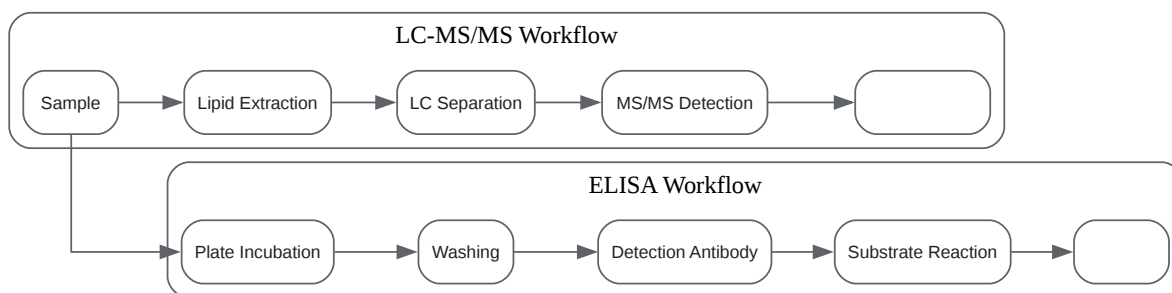 LC-MS/MS Workflow
Sample
Lipid Extraction
LC Separation
MS/MS Detection
ELISA Workflow
Plate Incubation
Washing
Detection Antibody
Substrate Reaction